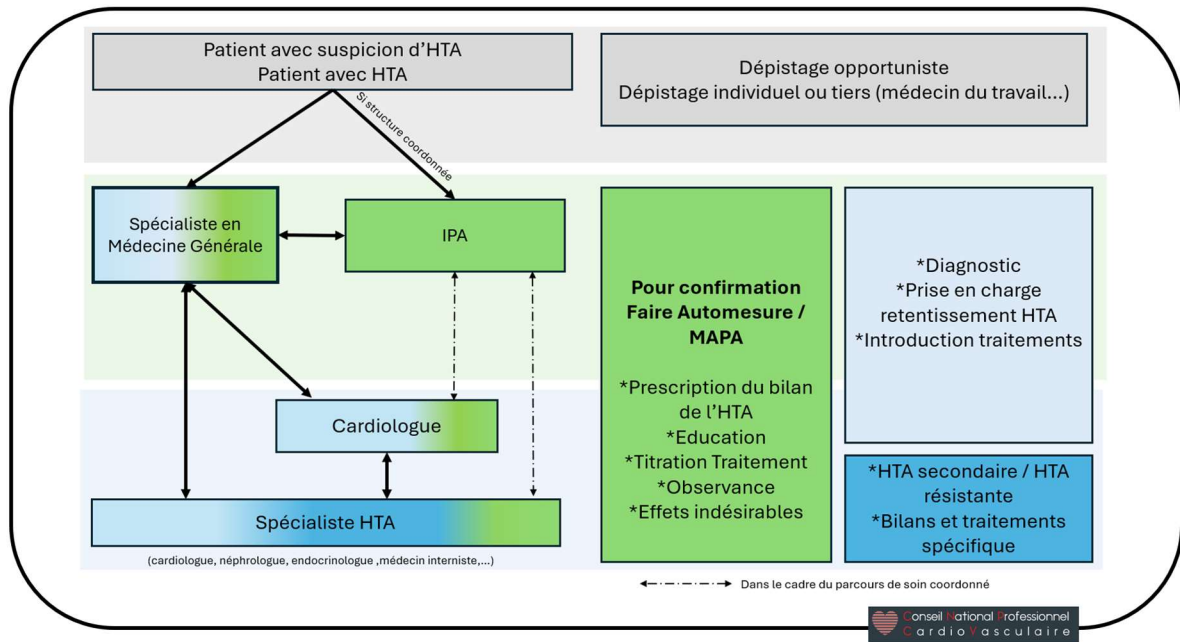 Patient avec suspicion d'HTA
Patient avec HTA
Dépistage opportuniste
Dépistage individuel ou tiers (médecin du travail...)
Si structure coordonnée
Spécialiste en
Médecine Générale
IPA
Pour confirmation
Faire Automesure /
MAPA
*Prescription du bilan
de l'HTA
*Education
*Titration Traitement
*Observance
*Effets indésirables
*Diagnostic
*Prise en charge
retentissement HTA
*Introduction traitements
Cardiologue
*HTA secondaire / HTA
résistante
*Bilans et traitements
spécifique
Spécialiste HTA
(cardiologue, néphrologue, endocrinologue ,médecin interniste,...)
Dans le cadre du parcours de soin coordonné
Conseil National Professionnel
CardioVasculaire